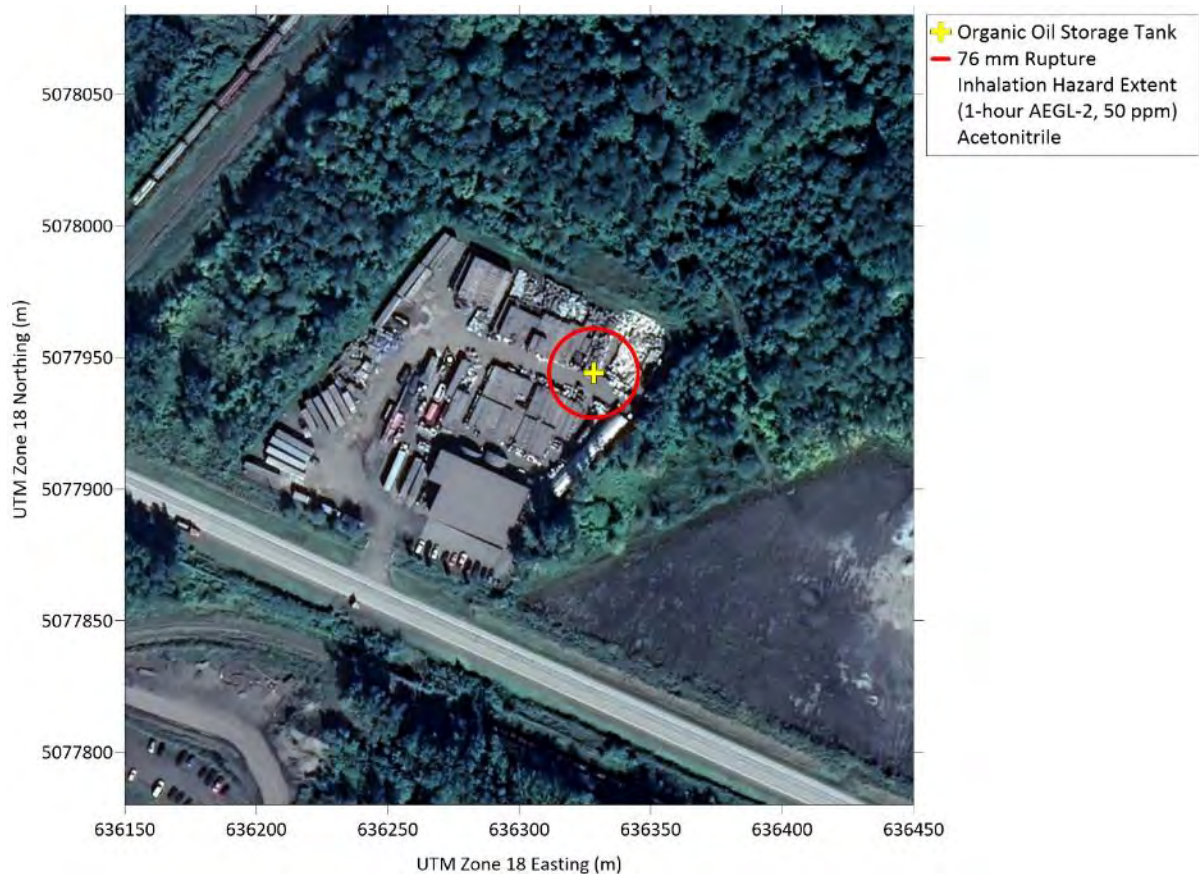 Organic Oil Storage Tank
76 mm Rupture
Inhalation Hazard Extent
(1-hour AEGL-2, 50 ppm)
Acetonitrile
5078050
5078000
5077950
5077900
5077850
5077800
UTM Zone 18 Northing (m)
636150 636200 636250 636300 636350 636400 636450
UTM Zone 18 Easting (m)